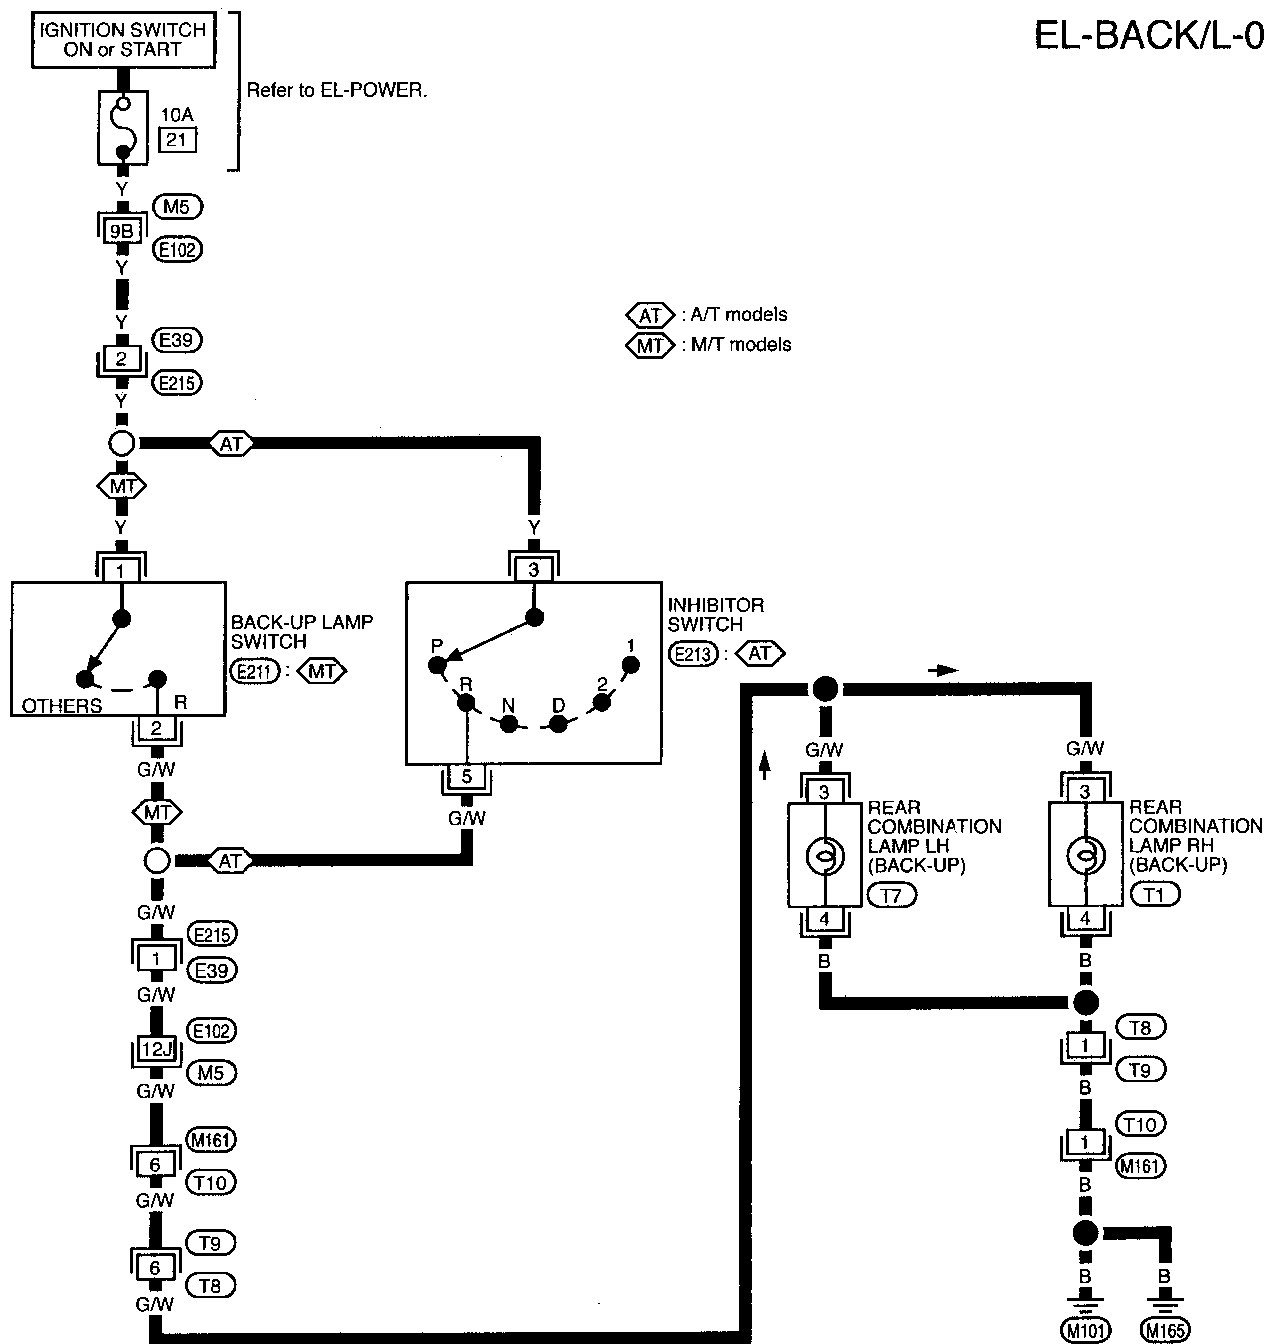 EL-BACK/L-0
IGNITION SWITCH
ON or START
Refer to EL-POWER.
10A
21
Y
M5
9B
E102
Y
Y
E39
2
E215
Y
AT : A/T models
MT : M/T models
AT
MT
Y
Y
1
3
BACK-UP LAMP
SWITCH
E211 : MT
OTHERS
R
2
G/W
INHIBITOR
SWITCH
E213 : AT
P
R
N
D
2
1
5
G/W
MT
AT
G/W
E215
1
E39
G/W
E102
12J
M5
G/W
M161
6
T10
G/W
T9
6
T8
G/W
G/W
G/W
3
3
REAR
COMBINATION
LAMP LH
(BACK-UP)
T7
REAR
COMBINATION
LAMP RH
(BACK-UP)
T1
4
4
B
B
T8
1
T9
B
T10
1
M161
B
B
B
M101
M165